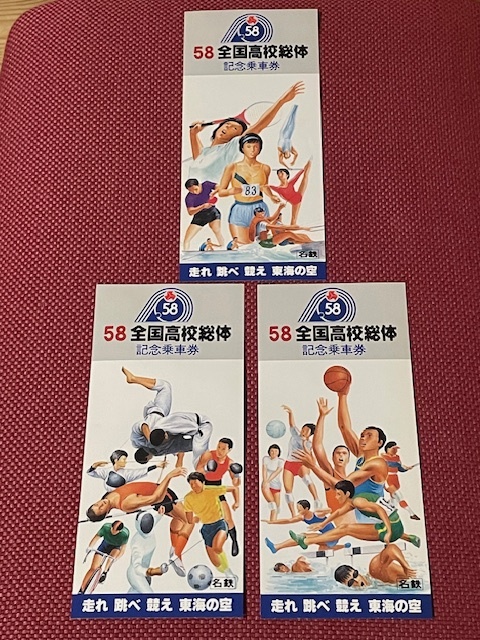 58
58 全国高校総体
記念乗車券
83
名鉄
走れ 跳べ 競え 東海の空
58
58 全国高校総体
記念乗車券
名鉄
走れ 跳べ 競え 東海の空
58
58 全国高校総体
記念乗車券
名鉄
走れ 跳べ 競え 東海の空